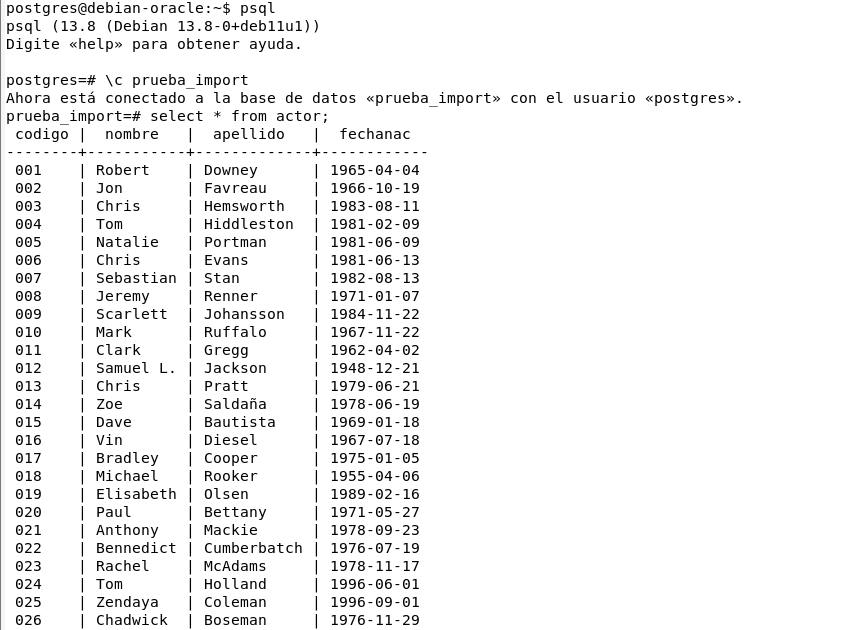 postgres@debian-oracle:~$ psql
psql (13.8 (Debian 13.8-0+deb11u1))
Digite «help» para obtener ayuda.

postgres=# \c prueba_import
Ahora está conectado a la base de datos «prueba_import» con el usuario «postgres».
prueba_import=# select * from actor;
 codigo |  nombre   |  apellido   |  fechanac
--------+-----------+-------------+------------
 001    | Robert    | Downey      | 1965-04-04
 002    | Jon       | Favreau     | 1966-10-19
 003    | Chris     | Hemsworth   | 1983-08-11
 004    | Tom       | Hiddleston  | 1981-02-09
 005    | Natalie   | Portman     | 1981-06-09
 006    | Chris     | Evans       | 1981-06-13
 007    | Sebastian | Stan        | 1982-08-13
 008    | Jeremy    | Renner      | 1971-01-07
 009    | Scarlett  | Johansson   | 1984-11-22
 010    | Mark      | Ruffalo     | 1967-11-22
 011    | Clark     | Gregg       | 1962-04-02
 012    | Samuel L. | Jackson     | 1948-12-21
 013    | Chris     | Pratt       | 1979-06-21
 014    | Zoe       | Saldaña     | 1978-06-19
 015    | Dave      | Bautista    | 1969-01-18
 016    | Vin       | Diesel      | 1967-07-18
 017    | Bradley   | Cooper      | 1975-01-05
 018    | Michael   | Rooker      | 1955-04-06
 019    | Elisabeth | Olsen       | 1989-02-16
 020    | Paul      | Bettany     | 1971-05-27
 021    | Anthony   | Mackie      | 1978-09-23
 022    | Bennedict | Cumberbatch | 1976-07-19
 023    | Rachel    | McAdams     | 1978-11-17
 024    | Tom       | Holland     | 1996-06-01
 025    | Zendaya   | Coleman     | 1996-09-01
 026    | Chadwick  | Boseman     | 1976-11-29